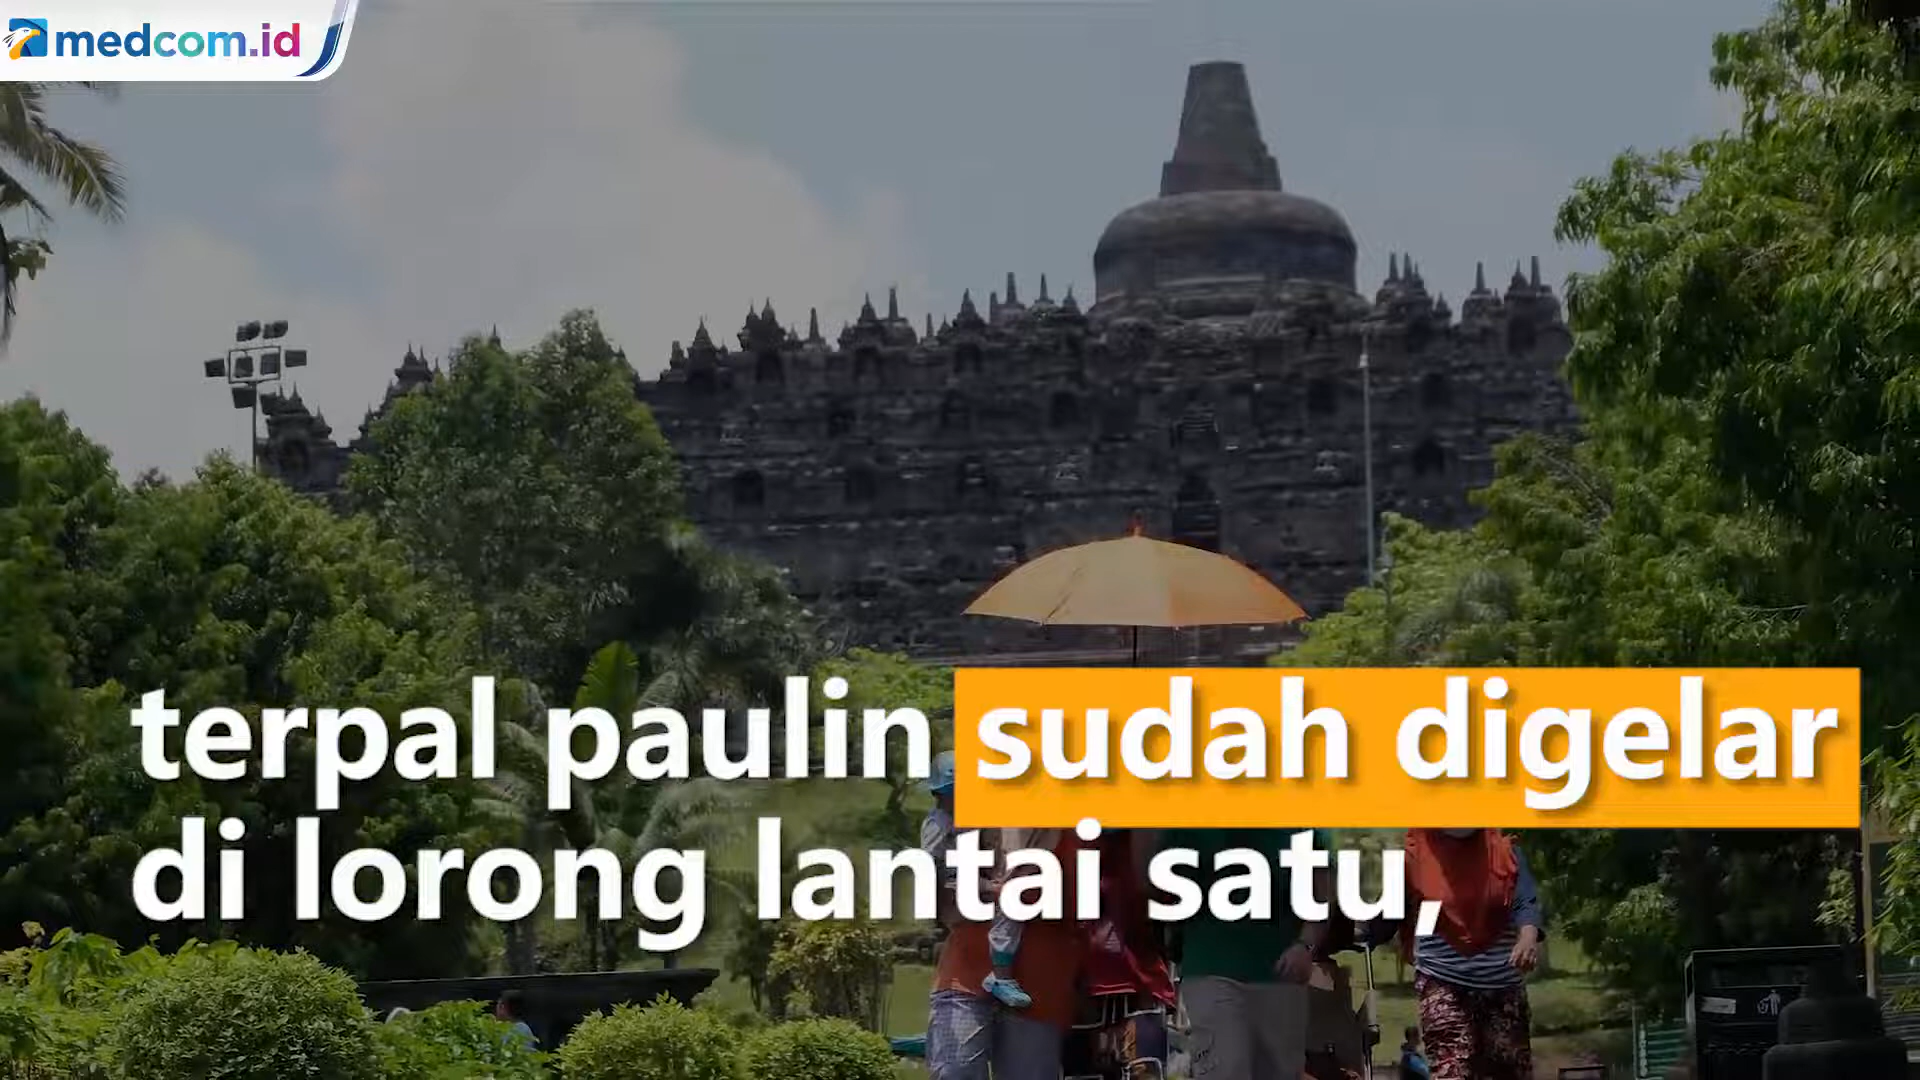 medcom.id
terpal paulin sudah digelar
di lorong lantai satu,